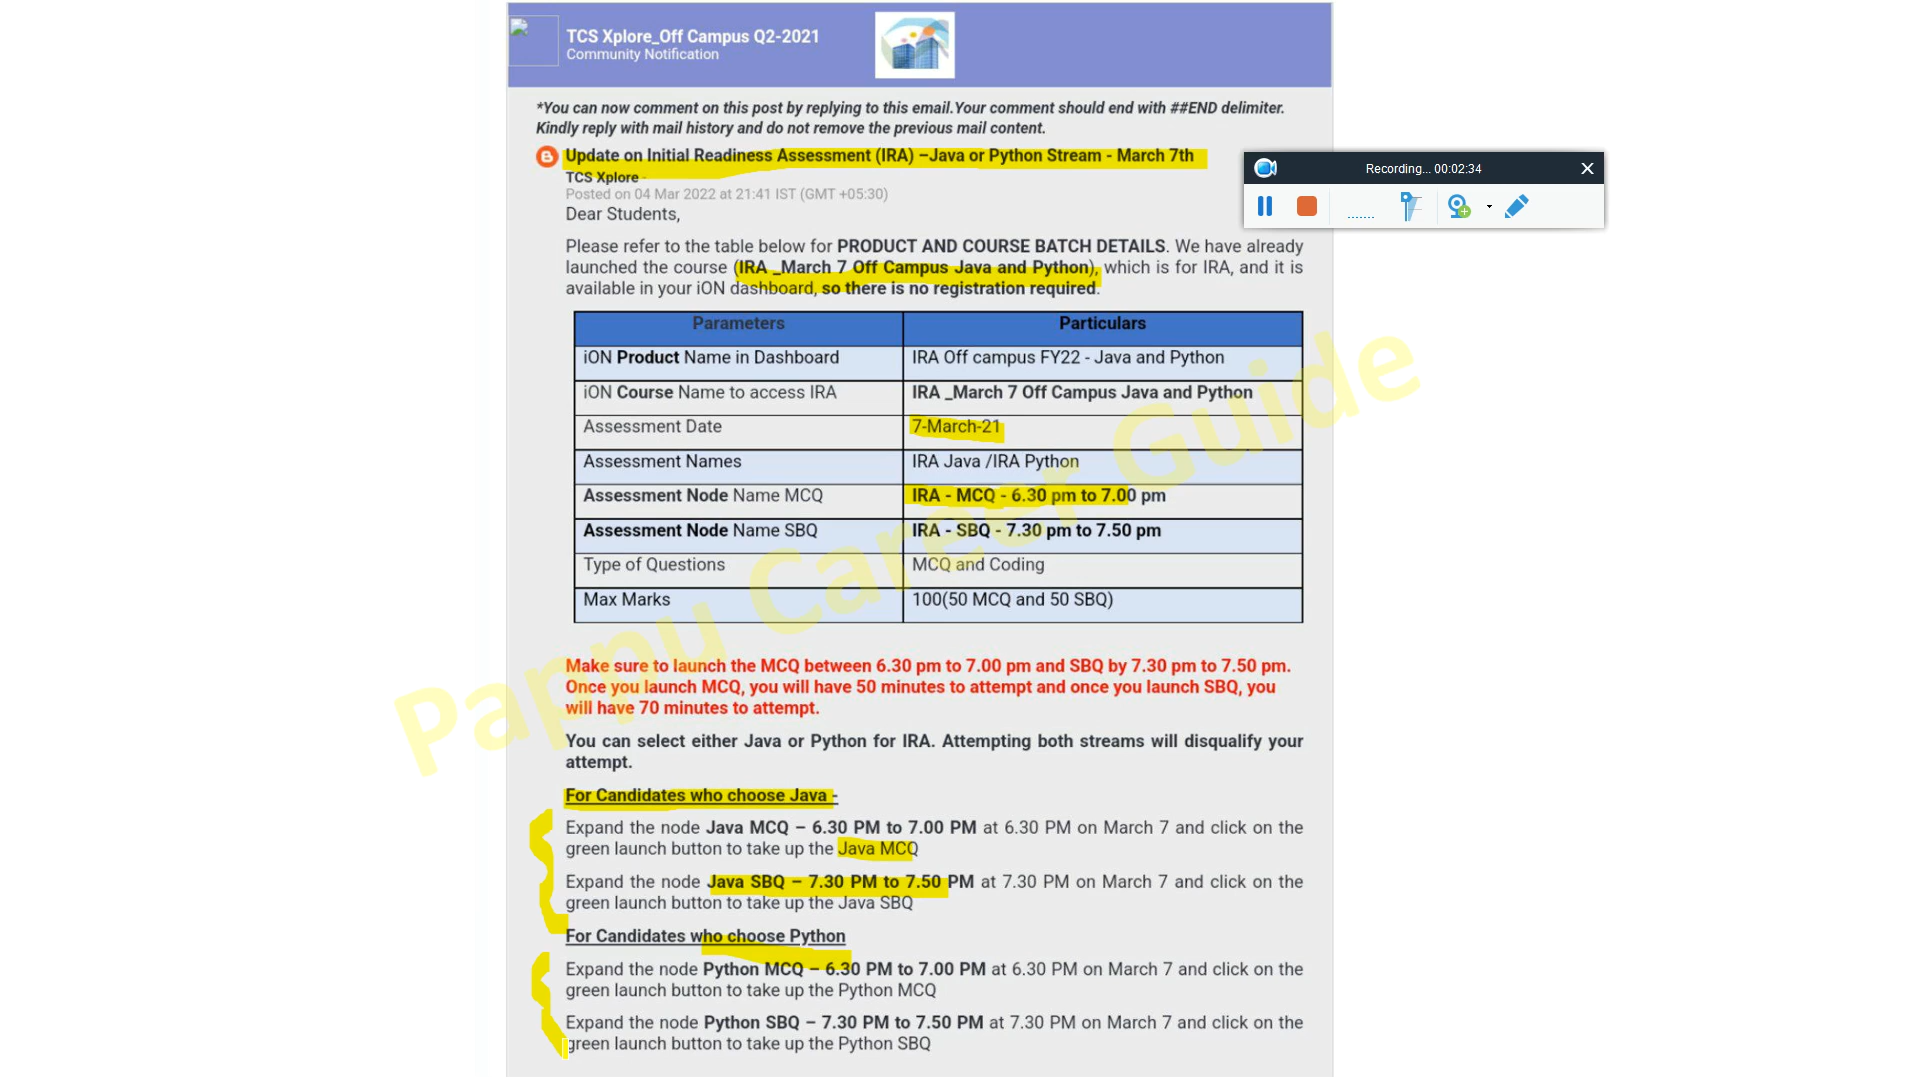 TCS Xplore_Off Campus Q2-2021
Community Notification
*You can now comment on this post by replying to this email.Your comment should end with ##END delimiter.
Kindly reply with mail history and do not remove the previous mail content.
Update on Initial Readiness Assessment (IRA) –Java or Python Stream - March 7th
TCS Xplore -
Posted on 04 Mar 2022 at 21:41 IST (GMT +05:30)
Recording... 00:02:34
Dear Students,
Please refer to the table below for PRODUCT AND COURSE BATCH DETAILS. We have already
launched the course (IRA _March 7 Off Campus Java and Python), which is for IRA, and it is
available in your iON dashboard, so there is no registration required.
Parameters Particulars
iON Product Name in Dashboard IRA Off campus FY22 - Java and Python
iON Course Name to access IRA IRA _March 7 Off Campus Java and Python
Assessment Date 7-March-21
Assessment Names IRA Java /IRA Python
Assessment Node Name MCQ IRA - MCQ - 6.30 pm to 7.00 pm
Assessment Node Name SBQ IRA - SBQ - 7.30 pm to 7.50 pm
Type of Questions MCQ and Coding
Max Marks 100(50 MCQ and 50 SBQ)
Make sure to launch the MCQ between 6.30 pm to 7.00 pm and SBQ by 7.30 pm to 7.50 pm.
Once you launch MCQ, you will have 50 minutes to attempt and once you launch SBQ, you
will have 70 minutes to attempt.
You can select either Java or Python for IRA. Attempting both streams will disqualify your
attempt.
For Candidates who choose Java -
Expand the node Java MCQ – 6.30 PM to 7.00 PM at 6.30 PM on March 7 and click on the
green launch button to take up the Java MCQ
Expand the node Java SBQ – 7.30 PM to 7.50 PM at 7.30 PM on March 7 and click on the
green launch button to take up the Java SBQ
For Candidates who choose Python
Expand the node Python MCQ – 6.30 PM to 7.00 PM at 6.30 PM on March 7 and click on the
green launch button to take up the Python MCQ
Expand the node Python SBQ – 7.30 PM to 7.50 PM at 7.30 PM on March 7 and click on the
green launch button to take up the Python SBQ
Pappu Career Guide